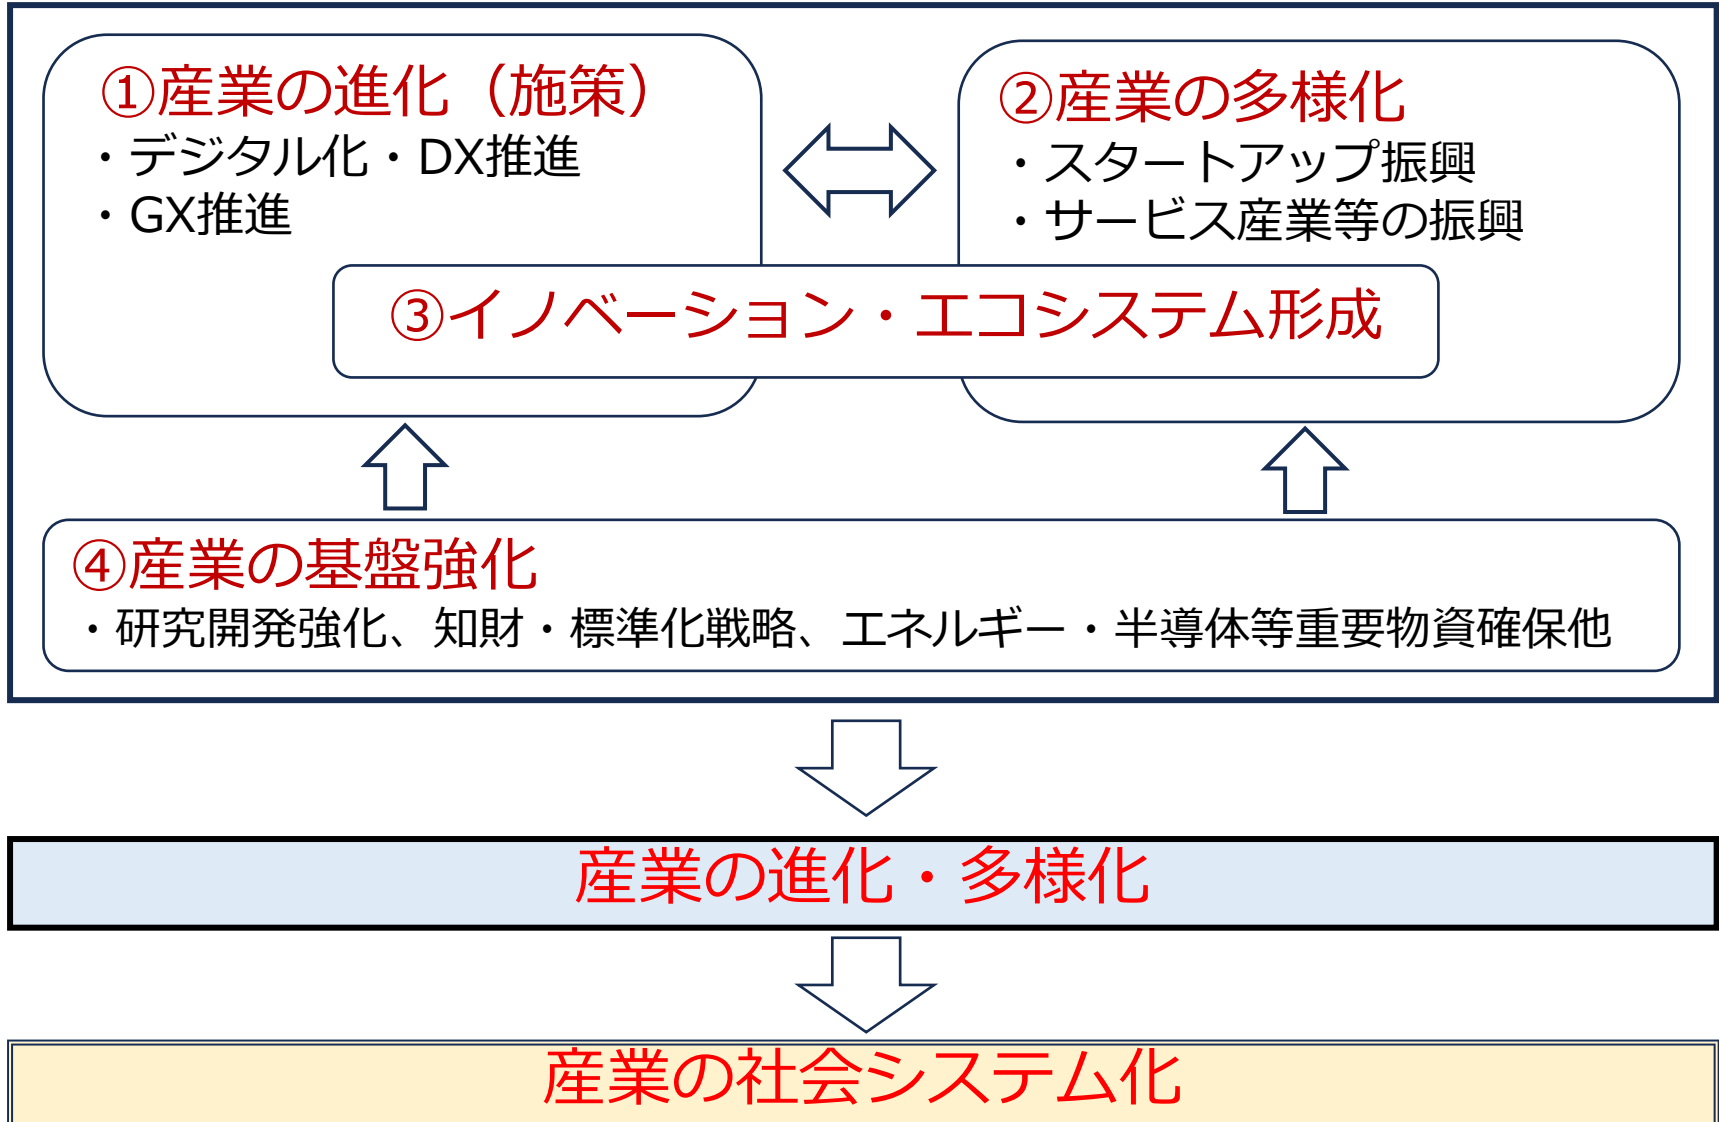 ①産業の進化（施策）
・デジタル化・DX推進
・GX推進
②産業の多様化
・スタートアップ振興
・サービス産業等の振興
③イノベーション・エコシステム形成
④産業の基盤強化
・研究開発強化、知財・標準化戦略、エネルギー・半導体等重要物資確保他
産業の進化・多様化
産業の社会システム化